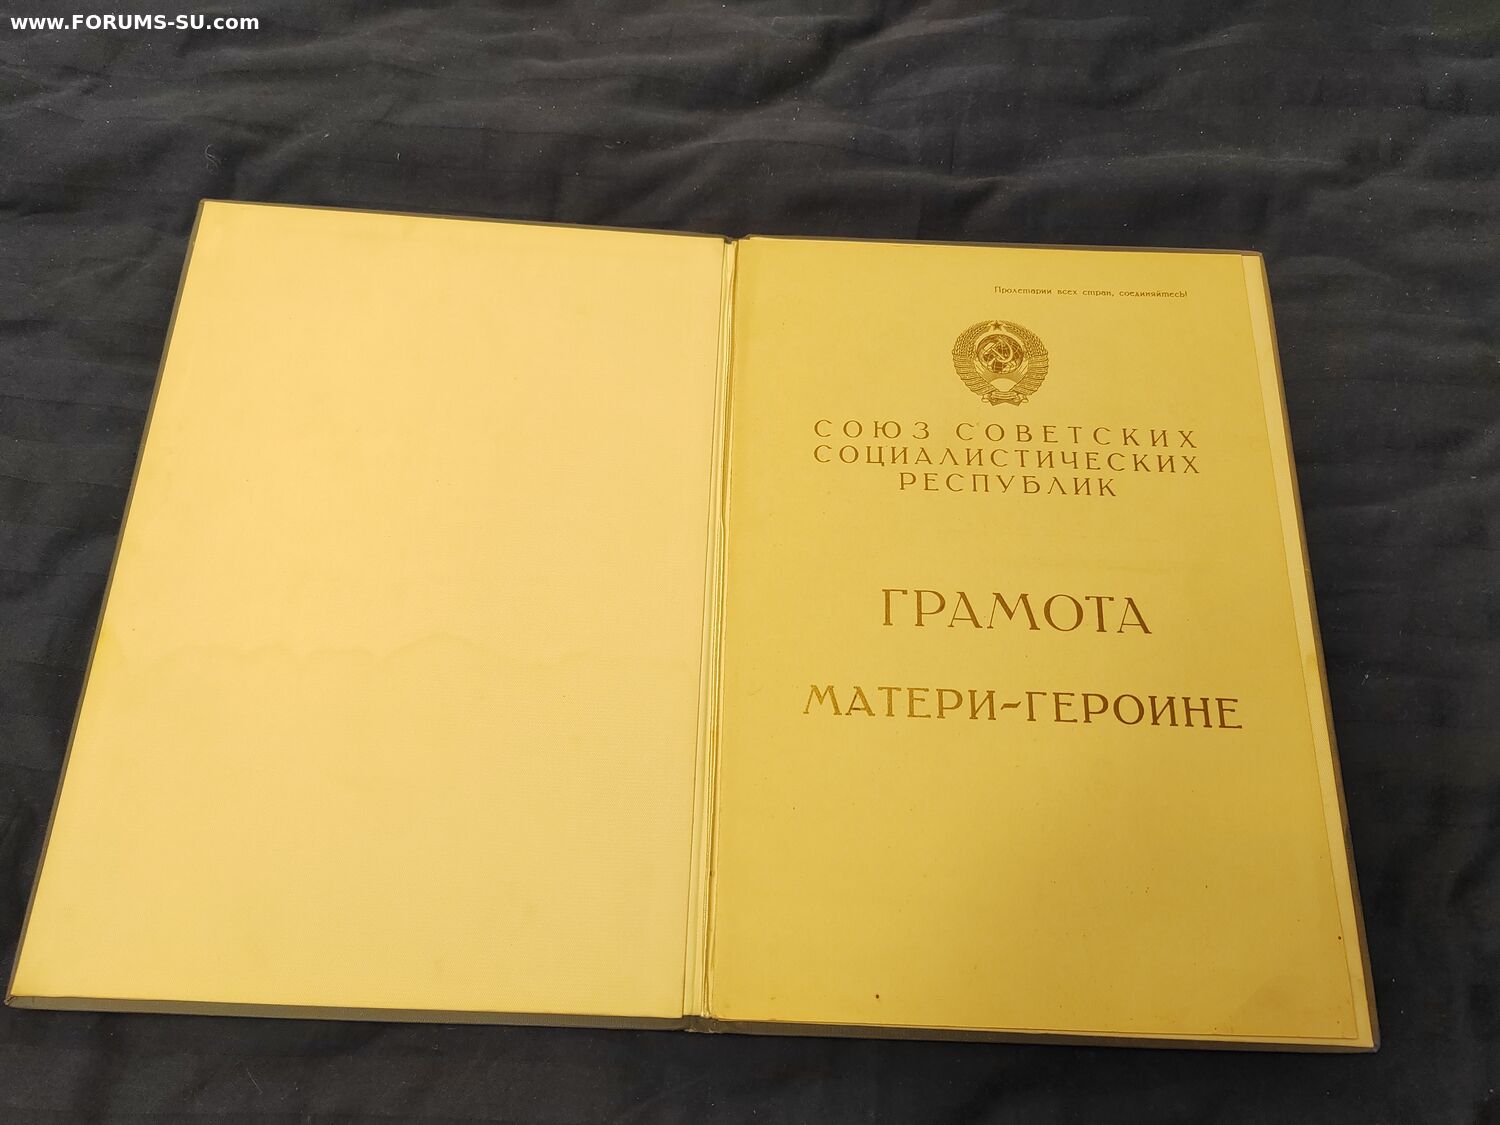 www.FORUMS-SU.com
Пролетарии всех стран, соединяйтесь!
СОЮЗ СОВЕТСКИХ
СОЦИАЛИСТИЧЕСКИХ
РЕСПУБЛИК
ГРАМОТА
МАТЕРИ-ГЕРОИНЕ